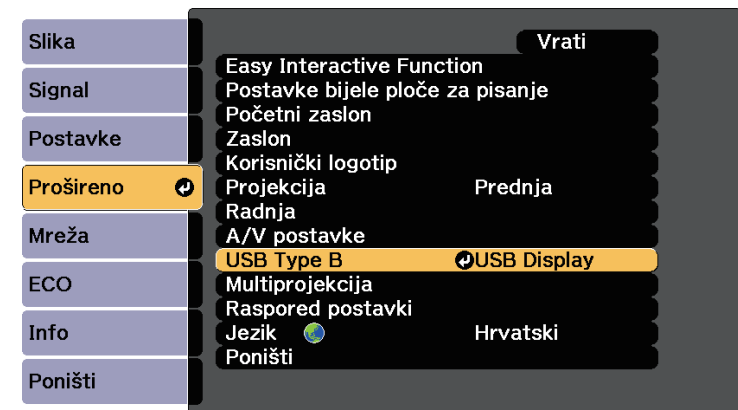 Slika
Signal
Postavke
Prošireno
Mreža
ECO
Info
Poništi
Vrati
Easy Interactive Function
Postavke bijele ploče za pisanje
Početni zaslon
Zaslon
Korisnički logotip
Projekcija Prednja
Radnja
A/V postavke
USB Type B USB Display
Multiprojekcija
Raspored postavki
Jezik Hrvatski
Poništi